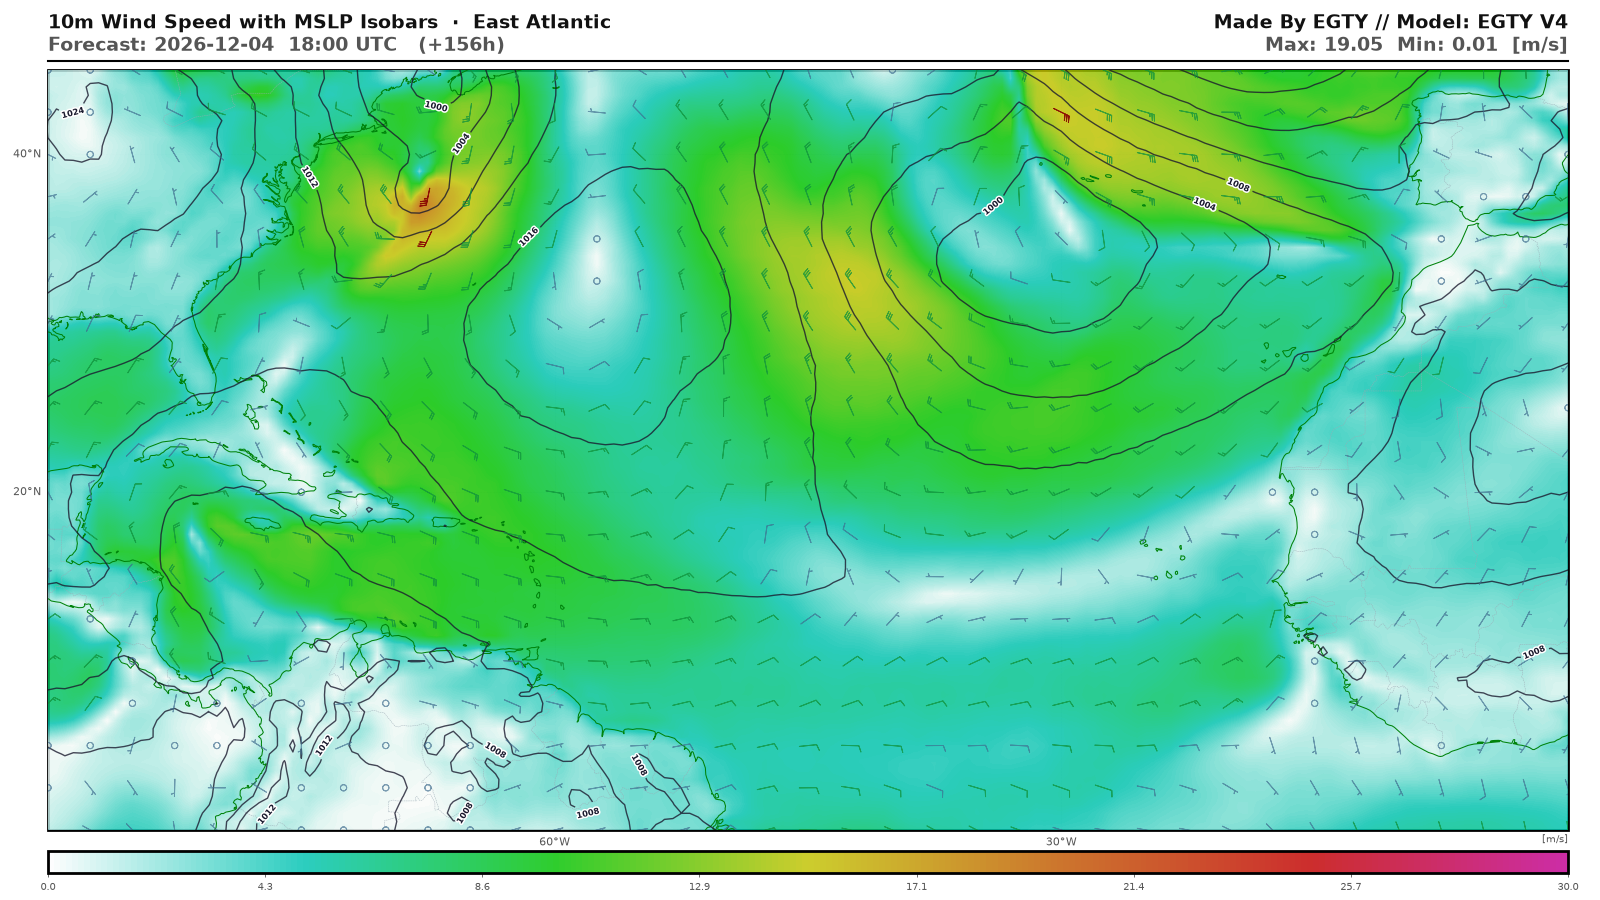 10m Wind Speed with MSLP Isobars · East Atlantic
Made By EGTY // Model: EGTY V4
Forecast: 2026-12-04 18:00 UTC (+156h)
Max: 19.05 Min: 0.01 [m/s]
1024
1000
1004
40°N
1012
1008
1000
1004
1016
20°N
1008
1012
1008
1008
1012
1008
1008
60°W
30°W
[m/s]
0.0
4.3
8.6
12.9
17.1
21.4
25.7
30.0